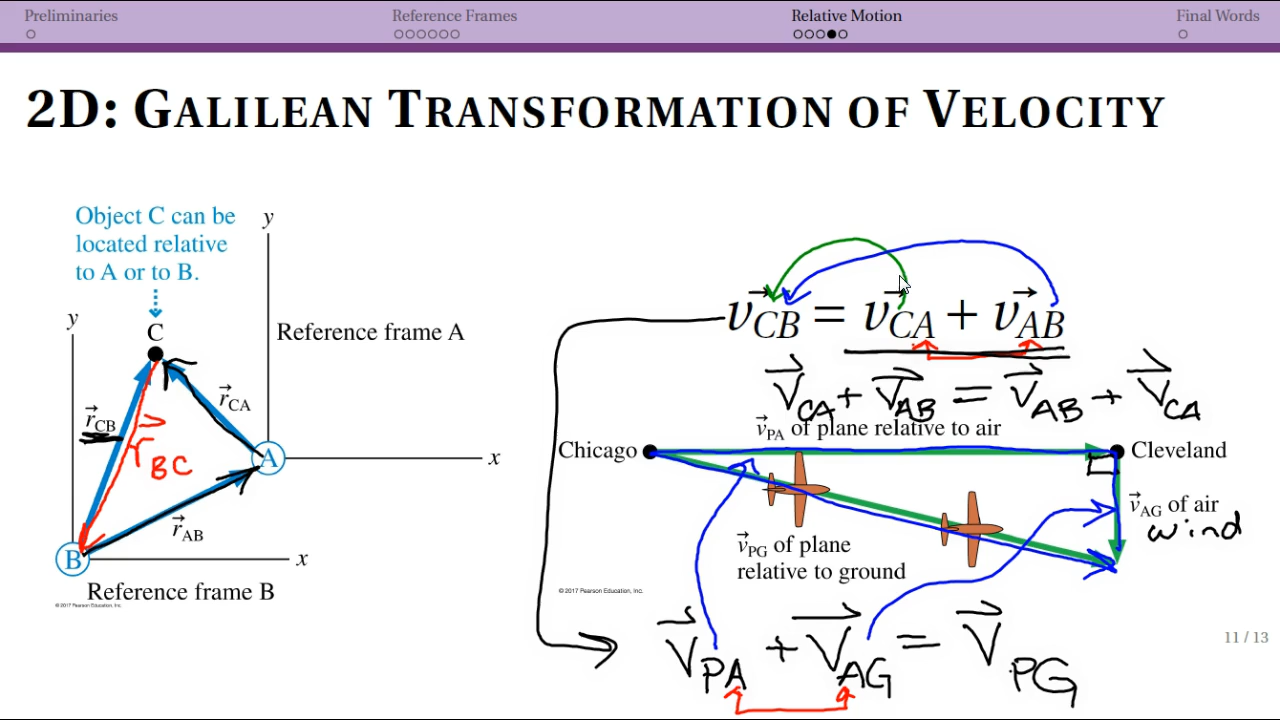 Preliminaries Reference Frames Relative Motion Final Words
2D: GALILEAN TRANSFORMATION OF VELOCITY
Object C can be
located relative
to A or to B.
y
y
C
Reference frame A
r⃗CA
r⃗CB
r⃗BC
A
x
r⃗AB
B
x
Reference frame B
© 2017 Pearson Education, Inc.
v⃗CB = v⃗CA + v⃗AB
V⃗CA + V⃗AB = V⃗AB + V⃗CA
v⃗PA of plane relative to air
Chicago
Cleveland
v⃗AG of air
wind
v⃗PG of plane
relative to ground
© 2017 Pearson Education, Inc.
V⃗PA + V⃗AG = V⃗PG
11 / 13